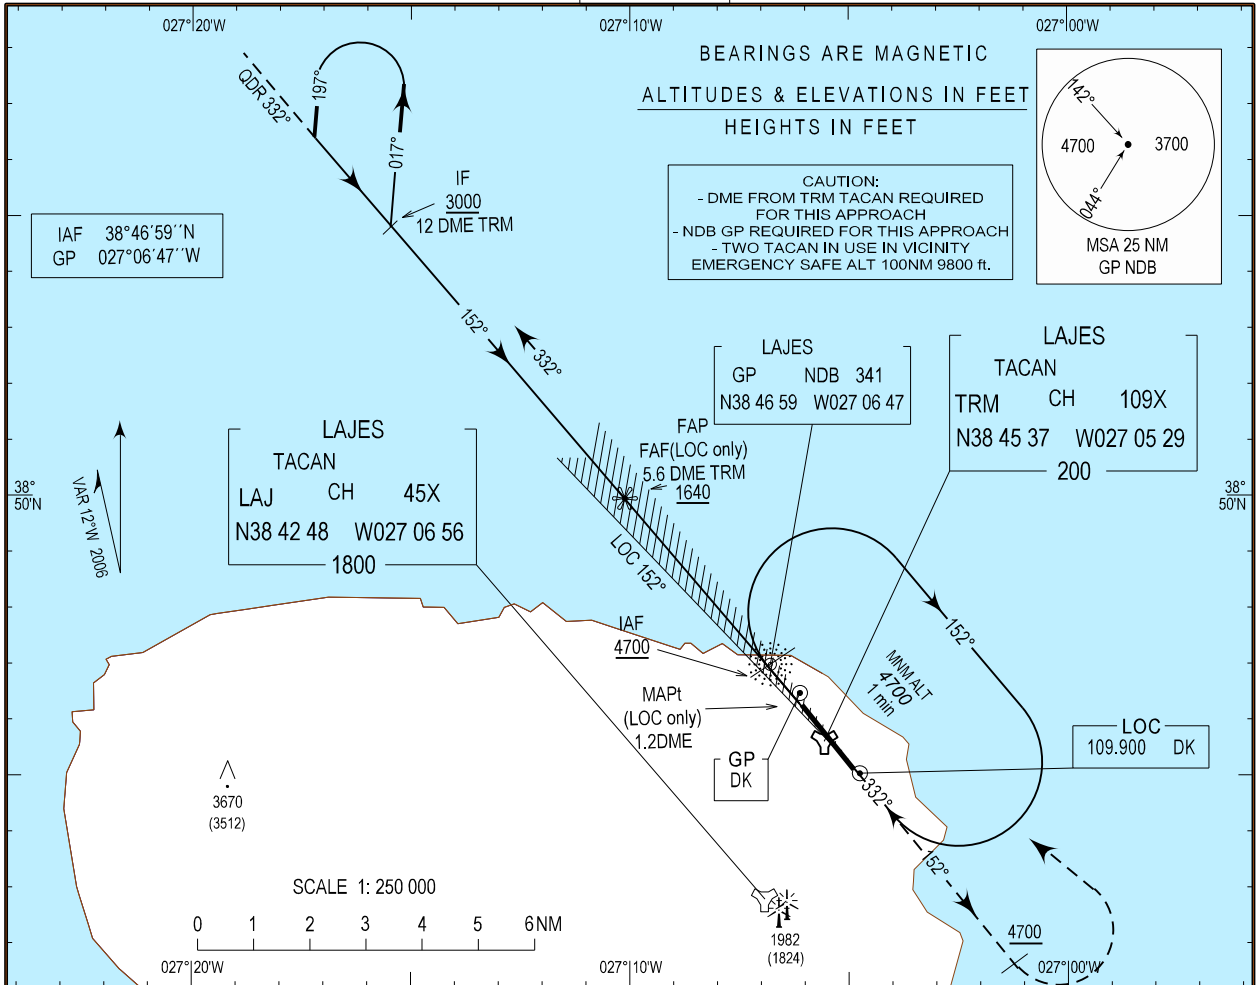 027°20'W
027°10'W
027°00'W
BEARINGS ARE MAGNETIC
ALTITUDES & ELEVATIONS IN FEET
HEIGHTS IN FEET
142°
4700
3700
044°
MSA 25 NM
GP NDB
CAUTION:
- DME FROM TRM TACAN REQUIRED
FOR THIS APPROACH
- NDB GP REQUIRED FOR THIS APPROACH
- TWO TACAN IN USE IN VICINITY
EMERGENCY SAFE ALT 100NM 9800 ft.
QDR 332°
197°
017°
IF
3000
12 DME TRM
IAF 38°46´59´´N
GP 027°06´47´´W
152°
332°
LAJES
GP NDB 341
N38 46 59 W027 06 47
LAJES
TACAN
TRM CH 109X
N38 45 37 W027 05 29
200
LAJES
TACAN
LAJ CH 45X
N38 42 48 W027 06 56
1800
FAP
FAF(LOC only)
5.6 DME TRM
1640
VAR 12°W 2006
38°
50'N
38°
50'N
LOC 152°
IAF
4700
MAPt
(LOC only)
1.2DME
MNM ALT
4700
1 min
152°
GP
DK
LOC
109.900 DK
332°
152°
3670
(3512)
SCALE 1: 250 000
0 1 2 3 4 5 6NM
1982
(1824)
4700
027°20'W
027°10'W
027°00'W